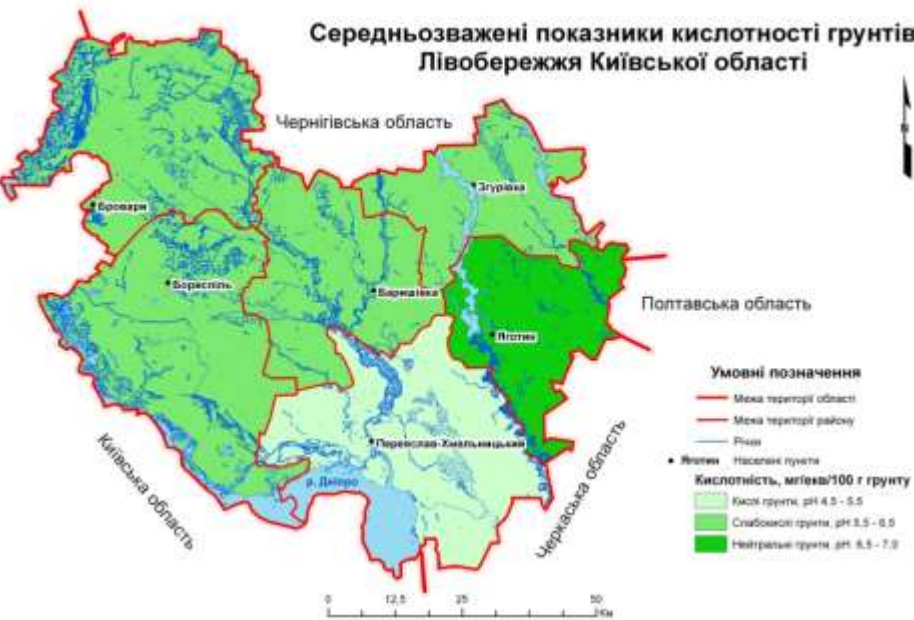 Середньозважені показники кислотності грунтів
Лівобережжя Київської області
Чернігівська область
N
Згурівка
Бровари
Бориспіль
Баришівка
Полтавська область
Яготин
Умовні позначення
Межа території області
Межа території району
Річки
Яготин Населені пункти
Переяслав-Хмельницький
Кислотність, мгіекв/100 г грунту
Київська область
р. Дніпро
Черкаська область
Кислі грунти, pH 4,5 - 5,5
Слабокислі грунти, pH 5,5 - 6,5
Нейтральні грунти, pH 6,5 - 7,0
0 12,5 25 50
Км